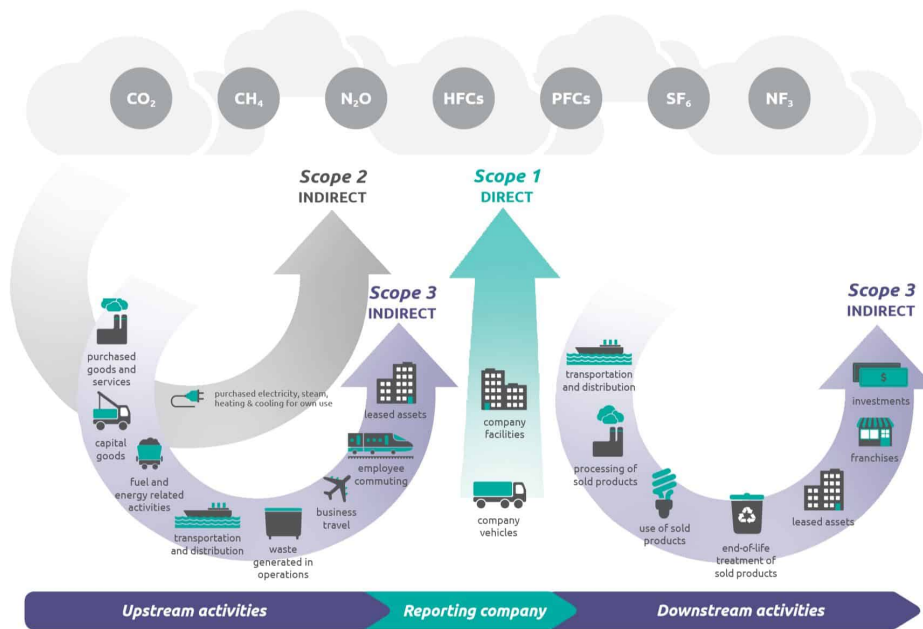 CO₂
CH₄
N₂O
HFCs
PFCs
SF₆
NF₃
Scope 2
INDIRECT
Scope 1
DIRECT
Scope 3
INDIRECT
Scope 3
INDIRECT
purchased
goods and
services
capital
goods
fuel and
energy related
activities
transportation
and distribution
waste
generated in
operations
business
travel
employee
commuting
leased assets
purchased electricity, steam,
heating & cooling for own use
company
facilities
company
vehicles
transportation
and distribution
processing of
sold products
use of sold
products
end-of-life
treatment of
sold products
leased assets
franchises
$
investments
Upstream activities
Reporting company
Downstream activities